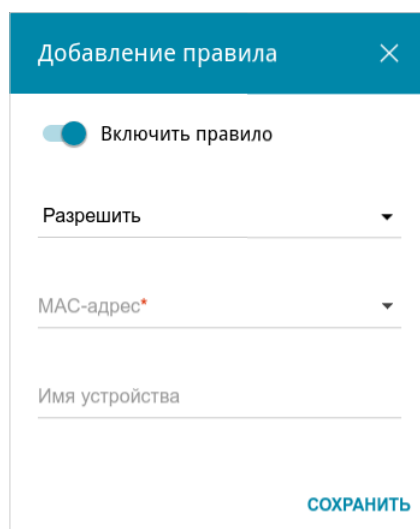 Добавление правила
Включить правило
Разрешить
MAC-адрес*
Имя устройства
СОХРАНИТЬ